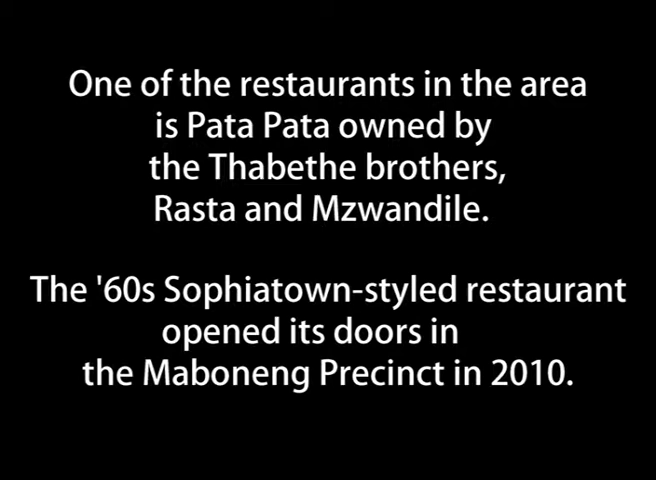 One of the restaurants in the area
is Pata Pata owned by
the Thabethe brothers,
Rasta and Mzwandile.
The '60s Sophiatown-styled restaurant
opened its doors in
the Maboneng Precinct in 2010.